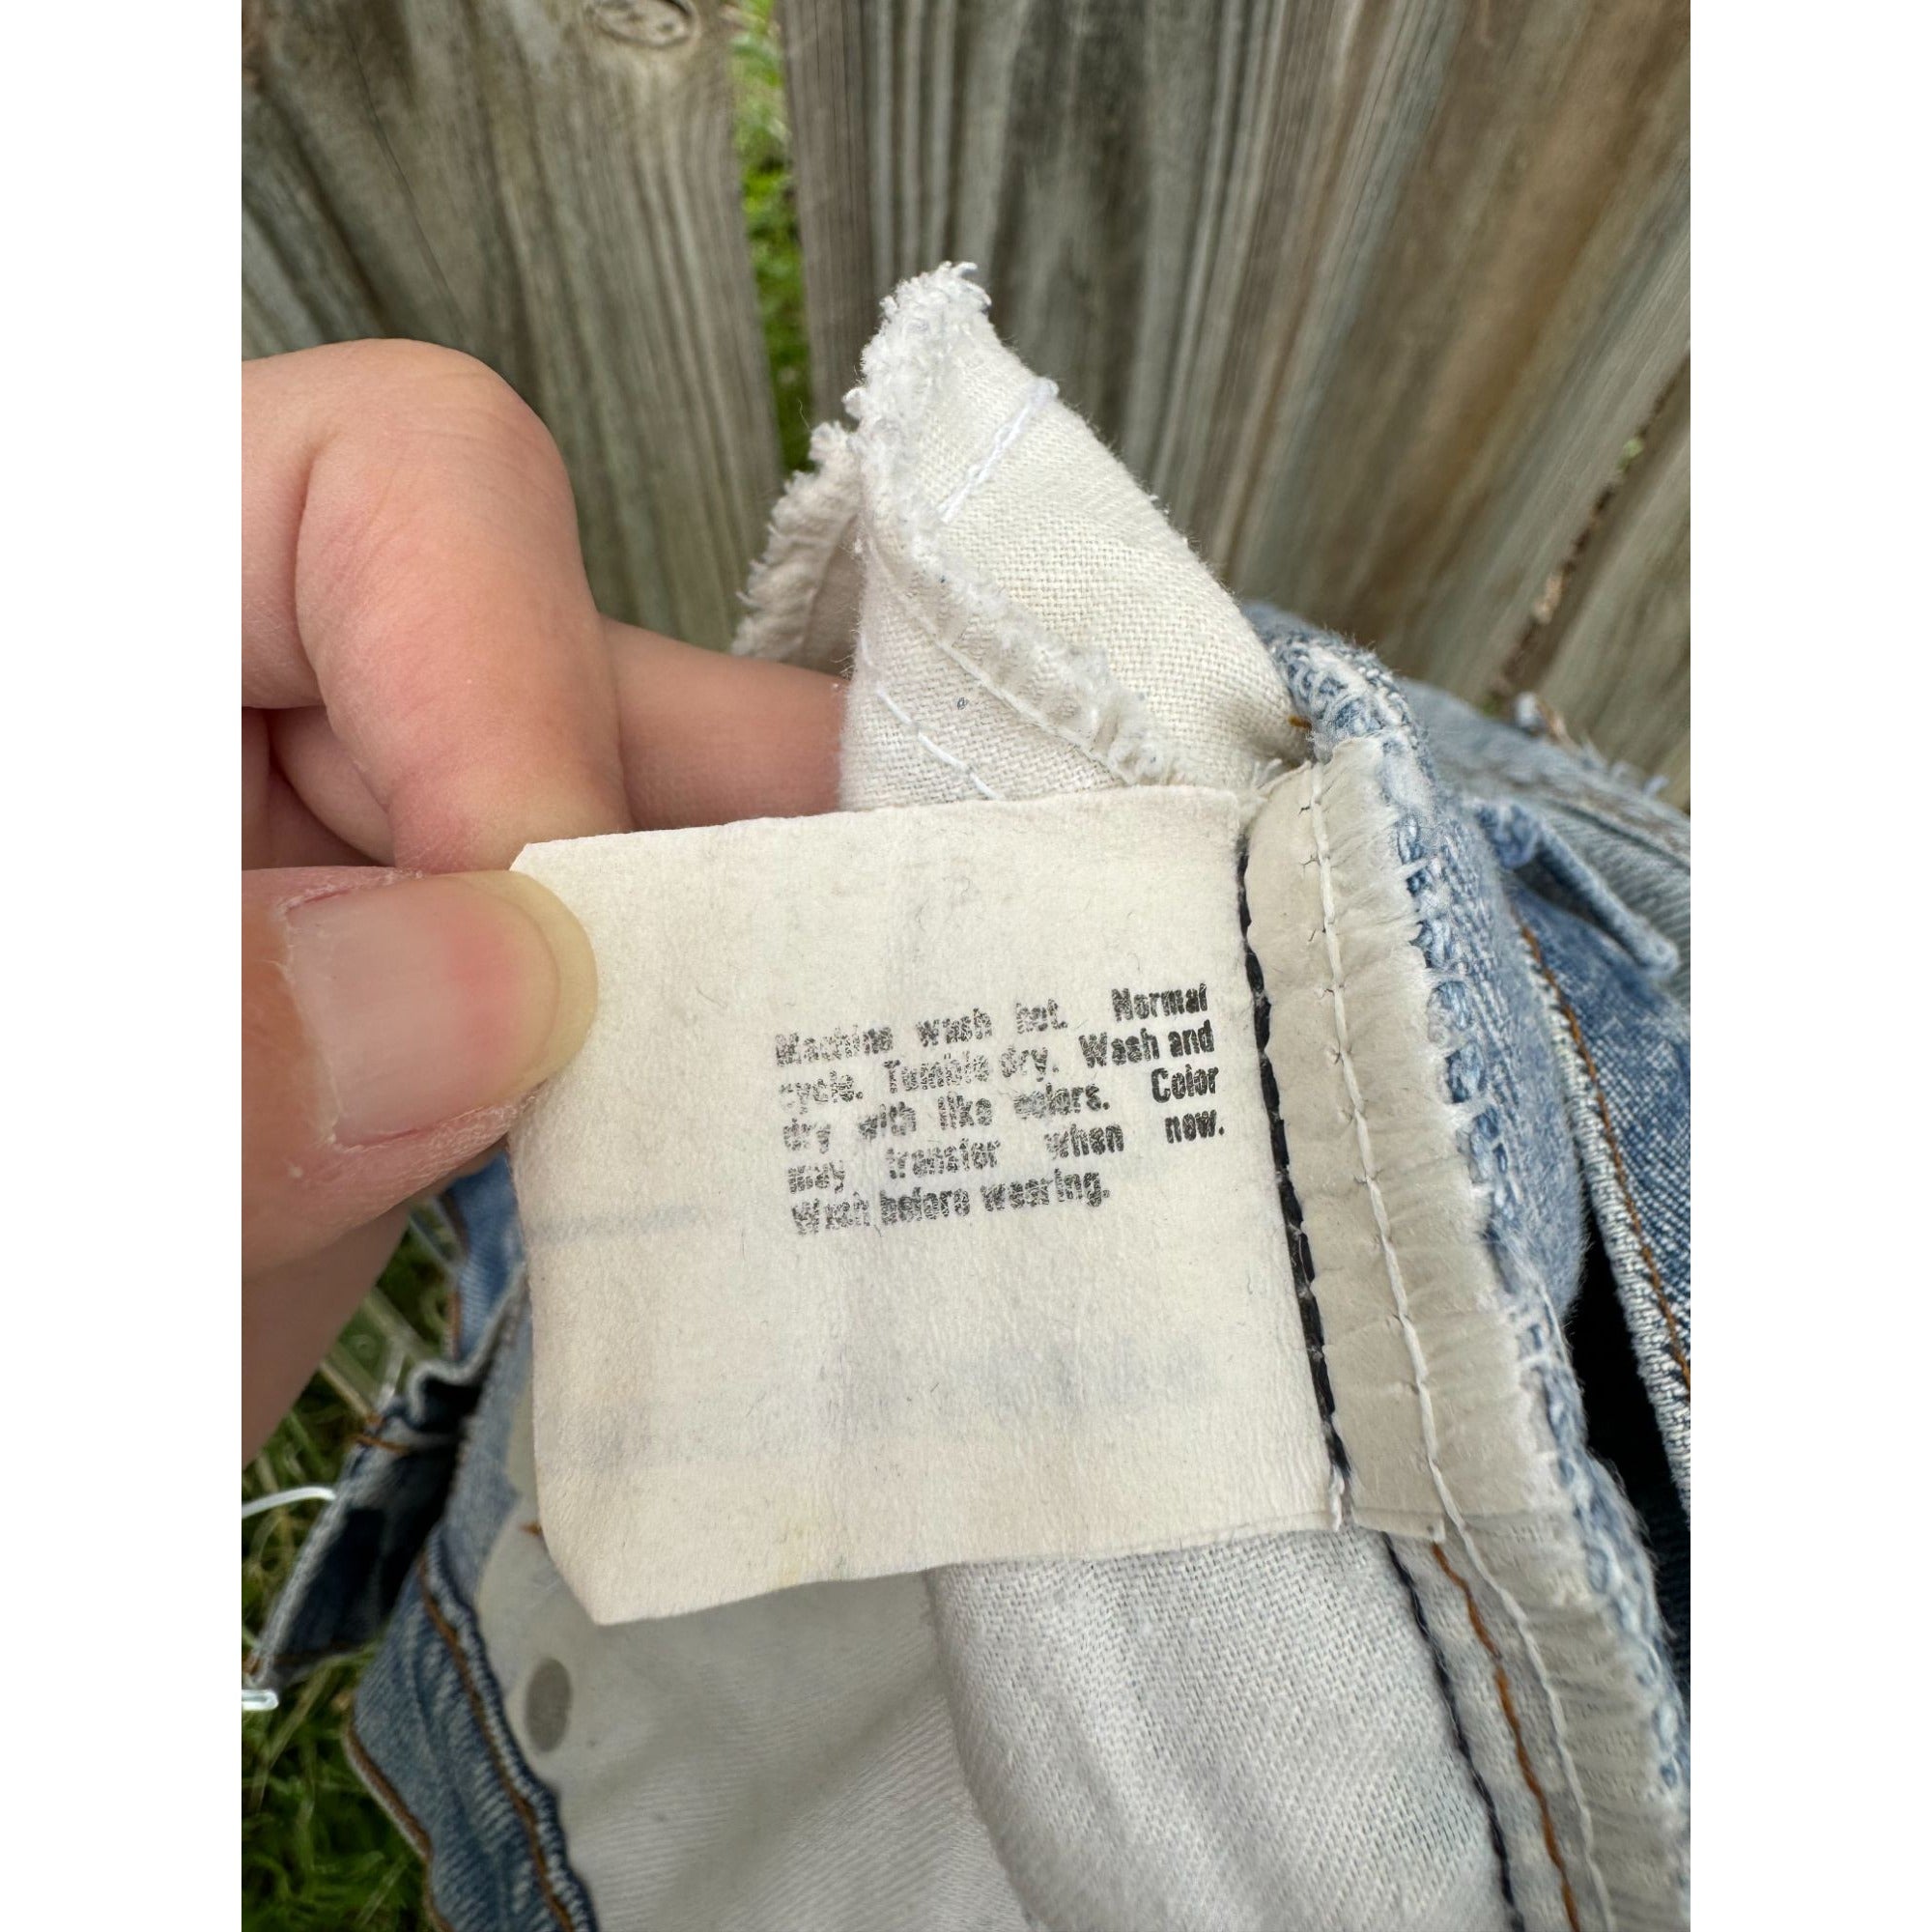 Machine wash hot. Normal
cycle. Tumble dry. Wash and
dry with like colors. Color
may transfer when new.
Wash before wearing.